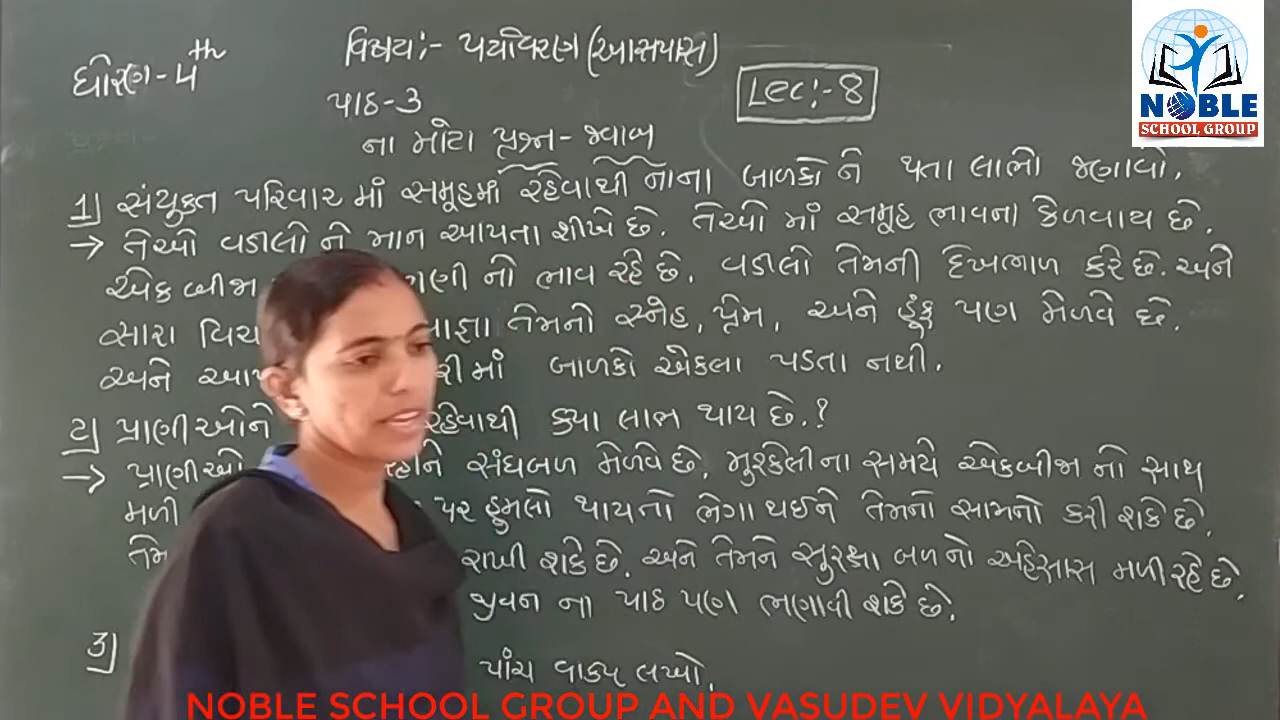 ધોરણ-4th
વિષય:- પર્યાવરણ (આસપાસ)
Lec:-8
પાઠ-3
ના મોટા પ્રશ્ન-જવાબ
1) સંયુક્ત પરિવાર માં સમૂહમાં રહેવાથી નાના બાળકો ને થતા લાભો જણાવો.
→ તેઓ વડીલો ને માન આપતા શીખે છે. તેઓ માં સમૂહ ભાવના કેળવાય છે.
એકબીજા ગણી નો ભાવ રહે છે. વડીલો તેમની દેખભાળ કરે છે. અને
સારા તેમનો સ્નેહ, પ્રેમ, અને હૂંફ પણ મેળવે છે.
અને રીમાં બાળકો એકલા પડતા નથી.
2) પ્રાણીઓને રહેવાથી ક્યા લાભ થાય છે.?
→ પ્રાણીઓ રહીને સંઘબળ મેળવે છે. મુશ્કેલીના સમયે એકબીજા નો સાથ
મળી પર હુમલો થાયતો ભેગા થઈને તેમનો સામનો કરી શકે છે.
તેમ રાખી શકે છે. અને તેમને સુરક્ષા બળનો અહેસાસ મળી રહે છે.
જીવન ના પાઠ પણ ભણાવી શકે છે.
3) પાંચ વાક્ય લખો.
NOBLE
SCHOOL GROUP
NOBLE SCHOOL GROUP AND VASUDEV VIDYALAYA